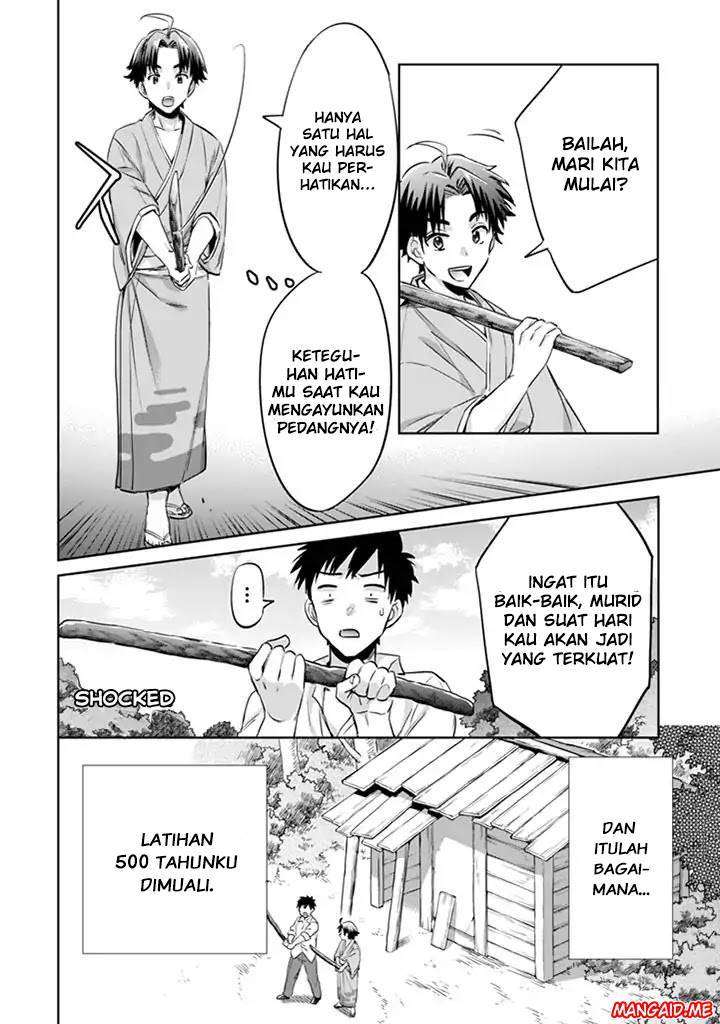 BAILAH,
MARI KITA
MULAI?
HANYA
SATU HAL
YANG HARUS
KAU PER-
HATIKAN...
KETEGU-
HAN HATI-
MU SAAT KAU
MENGAYUNKAN
PEDANGNYA!
INGAT ITU
BAIK-BAIK, MURID
DAN SUAT HARI
KAU AKAN JADI
YANG TERKUAT!
...
SHOCKED
DAN
ITULAH
BAGAI-
MANA...
LATIHAN
500 TAHUNKU
DIMUALI.
MANGAID.ME